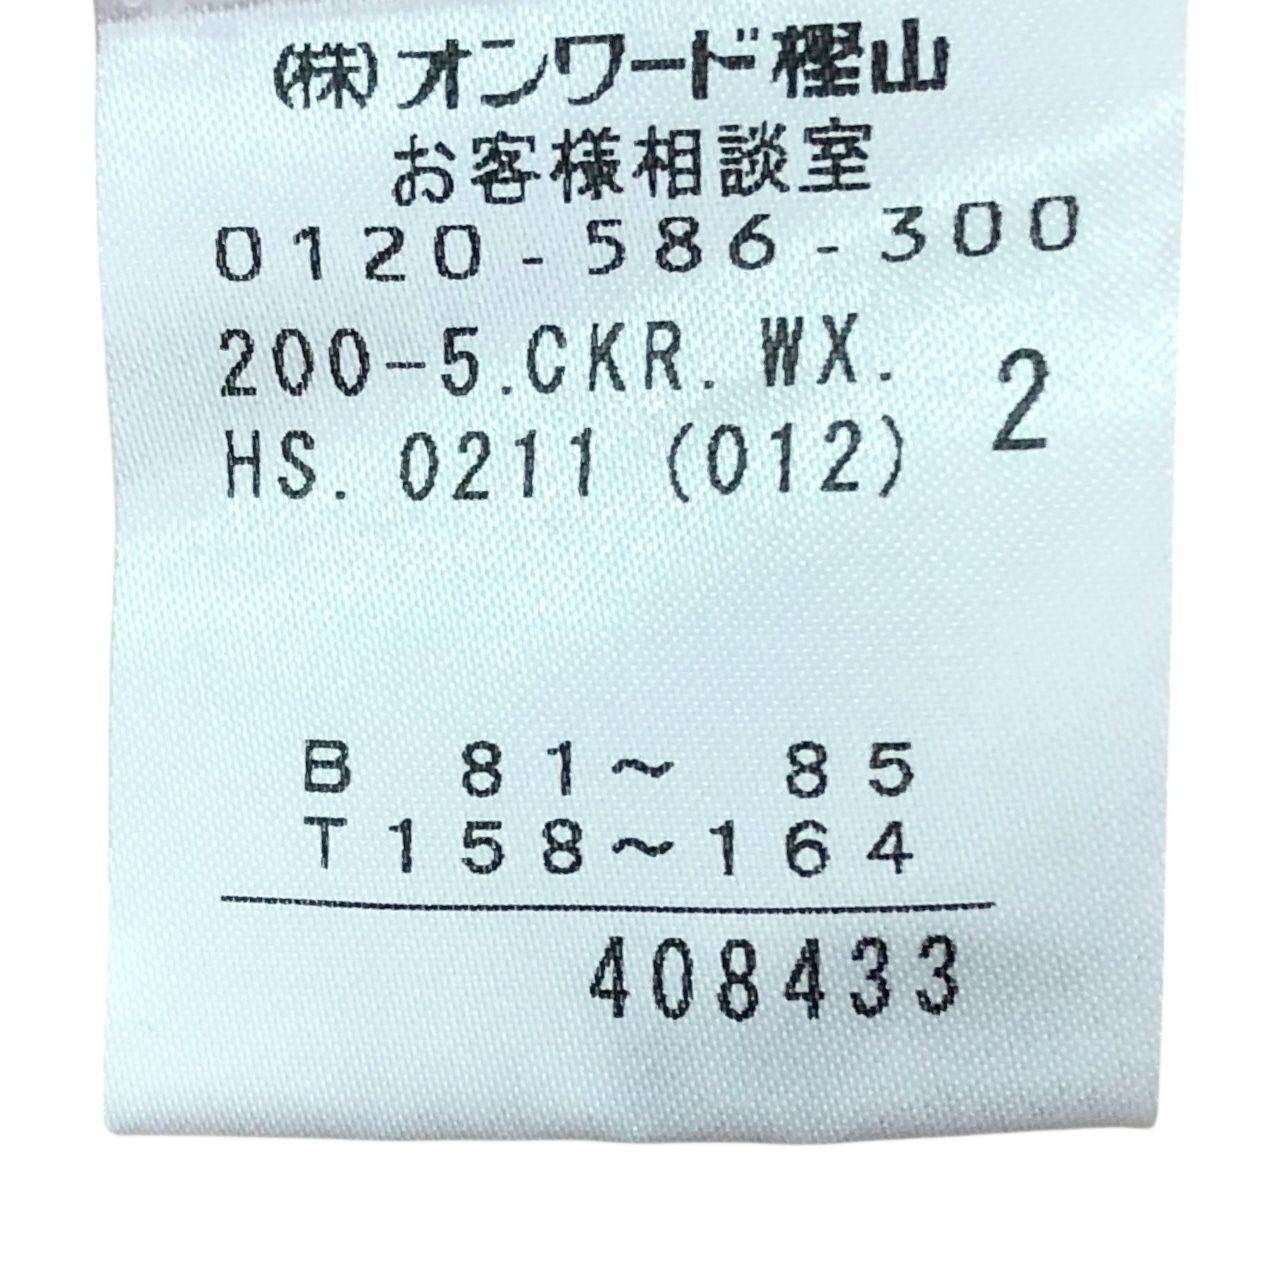 (株)オンワード樫山
お客様相談室
0120-586-300
200-5.CKR.WX.
HS.0211(012) 2
B 81～ 85
T158～164
408433